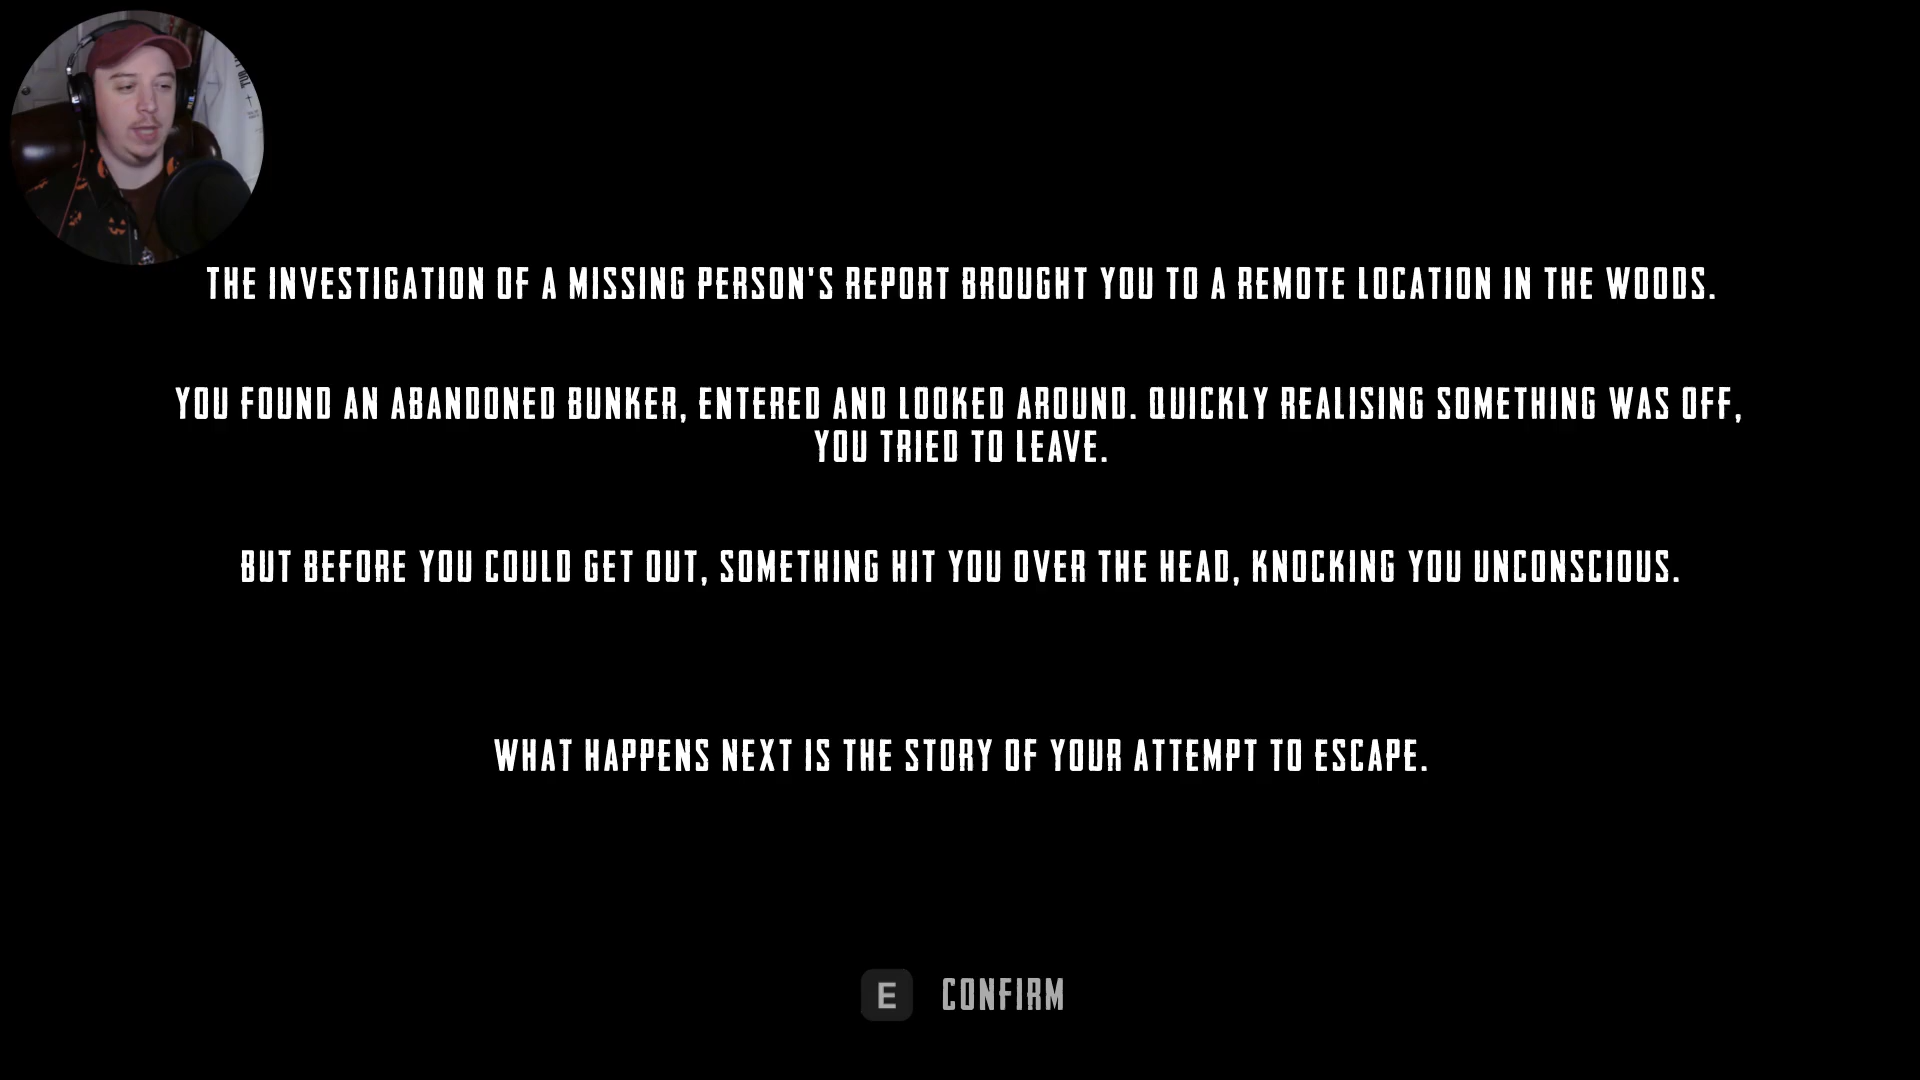 THE INVESTIGATION OF A MISSING PERSON'S REPORT BROUGHT YOU TO A REMOTE LOCATION IN THE WOODS.
YOU FOUND AN ABANDONED BUNKER, ENTERED AND LOOKED AROUND. QUICKLY REALISING SOMETHING WAS OFF,
YOU TRIED TO LEAVE.
BUT BEFORE YOU COULD GET OUT, SOMETHING HIT YOU OVER THE HEAD, KNOCKING YOU UNCONSCIOUS.
WHAT HAPPENS NEXT IS THE STORY OF YOUR ATTEMPT TO ESCAPE.
E CONFIRM